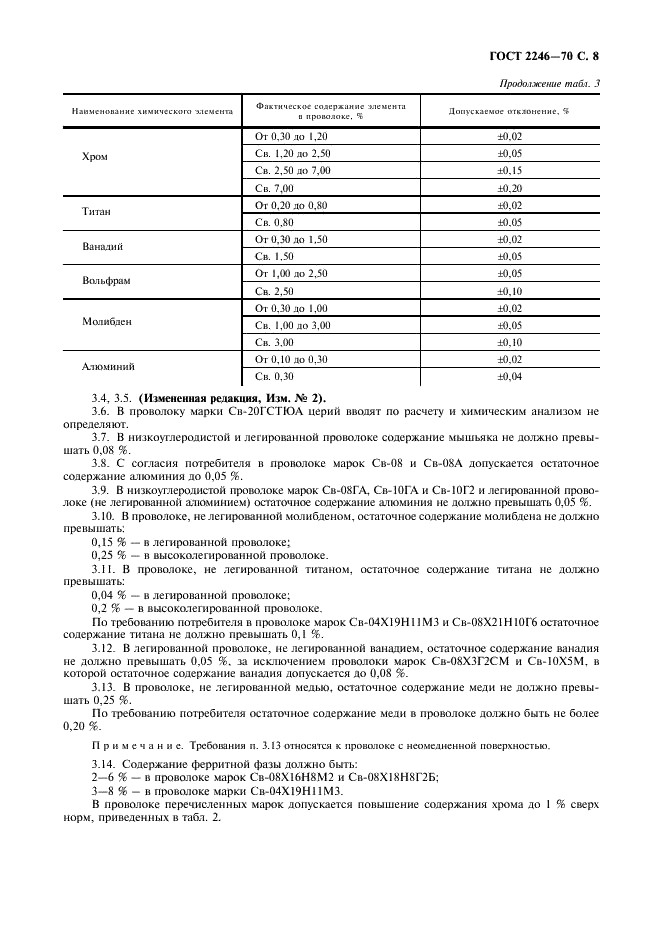 ГОСТ 2246—70 С. 8
Продолжение табл. 3
Наименование химического элемента | Фактическое содержание элемента в проволоке, % | Допускаемое отклонение, %
Хром | От 0,30 до 1,20 | ±0,02
Св. 1,20 до 2,50 | ±0,05
Св. 2,50 до 7,00 | ±0,15
Св. 7,00 | ±0,20
Титан | От 0,20 до 0,80 | ±0,02
Св. 0,80 | ±0,05
Ванадий | От 0,30 до 1,50 | ±0,02
Св. 1,50 | ±0,05
Вольфрам | От 1,00 до 2,50 | ±0,05
Св. 2,50 | ±0,10
Молибден | От 0,30 до 1,00 | ±0,02
Св. 1,00 до 3,00 | ±0,05
Св. 3,00 | ±0,10
Алюминий | От 0,10 до 0,30 | ±0,02
Св. 0,30 | ±0,04
3.4, 3.5. (Измененная редакция, Изм. № 2).
3.6. В проволоку марки Св-20ГСТЮА церий вводят по расчету и химическим анализом не
определяют.
3.7. В низкоуглеродистой и легированной проволоке содержание мышьяка не должно превы-
шать 0,08 %.
3.8. С согласия потребителя в проволоке марок Св-08 и Св-08А допускается остаточное
содержание алюминия до 0,05 %.
3.9. В низкоуглеродистой проволоке марок Св-08ГА, Св-10ГА и Св-10Г2 и легированной прово-
локе (не легированной алюминием) остаточное содержание алюминия не должно превышать 0,05 %.
3.10. В проволоке, не легированной молибденом, остаточное содержание молибдена не должно
превышать:
0,15 % — в легированной проволоке;
0,25 % — в высоколегированной проволоке.
3.11. В проволоке, не легированной титаном, остаточное содержание титана не должно
превышать:
0,04 % — в легированной проволоке;
0,2 % — в высоколегированной проволоке.
По требованию потребителя в проволоке марок Св-04Х19Н11М3 и Св-08Х21Н10Г6 остаточное
содержание титана не должно превышать 0,1 %.
3.12. В легированной проволоке, не легированной ванадием, остаточное содержание ванадия
не должно превышать 0,05 %, за исключением проволоки марок Св-08Х3Г2СМ и Св-10Х5М, в
которой остаточное содержание ванадия допускается до 0,08 %.
3.13. В проволоке, не легированной медью, остаточное содержание меди не должно превы-
шать 0,25 %.
По требованию потребителя остаточное содержание меди в проволоке должно быть не более
0,20 %.
Примечание. Требования п. 3.13 относятся к проволоке с неомедненной поверхностью.
3.14. Содержание ферритной фазы должно быть:
2—6 % — в проволоке марок Св-08Х16Н8М2 и Св-08Х18Н8Г2Б;
3—8 % — в проволоке марки Св-04Х19Н11М3.
В проволоке перечисленных марок допускается повышение содержания хрома до 1 % сверх
норм, приведенных в табл. 2.